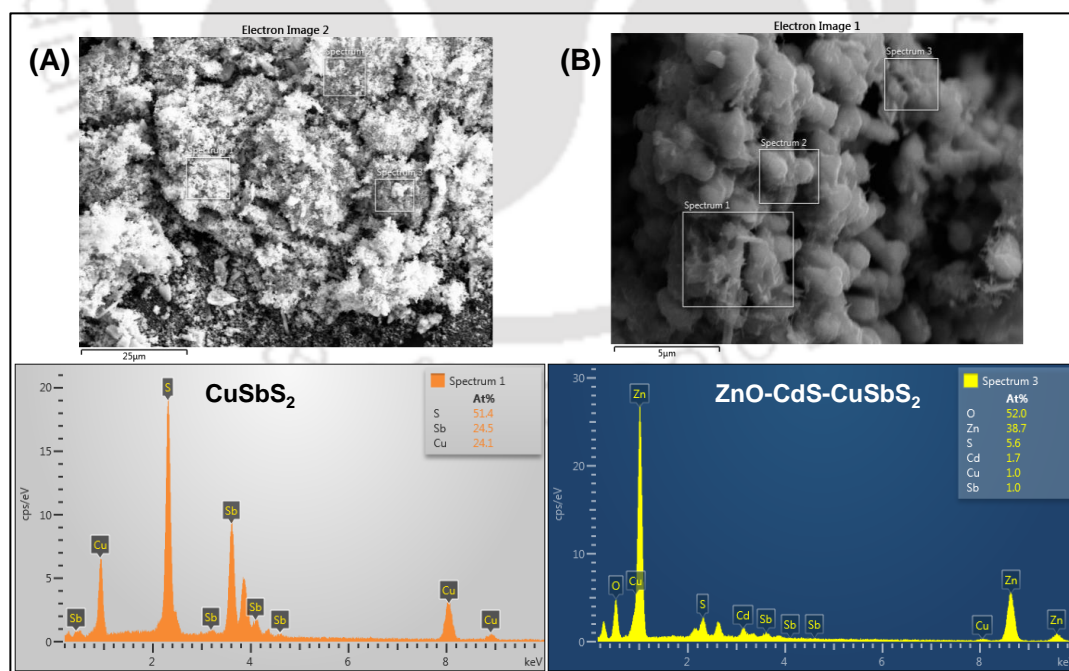 Electron Image 2
(A)
Spectrum 2
Spectrum 1
Spectrum 3
25µm
Electron Image 1
(B)
Spectrum 3
Spectrum 2
Spectrum 1
5µm
CuSbS2
Spectrum 1
At%
S 51.4
Sb 24.5
Cu 24.1
cps/eV
20
15
10
5
0
S
Sb
Cu
Sb
Sb
Sb
Sb
Cu
Cu
2 4 6 8 keV
ZnO-CdS-CuSbS2
Spectrum 3
At%
O 52.0
Zn 38.7
S 5.6
Cd 1.7
Cu 1.0
Sb 1.0
cps/eV
30
20
10
0
Zn
O
Cu
S
Cd
Sb
Sb
Sb
Cu
Zn
Zn
2 4 6 8 keV